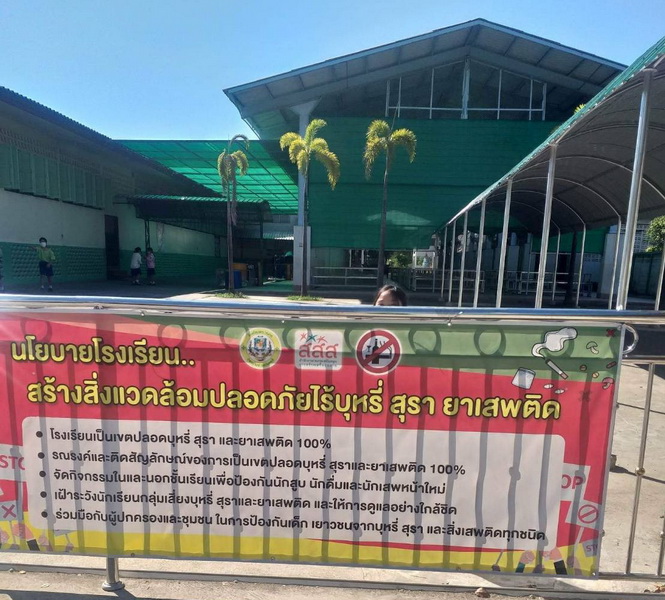 นโยบายโรงเรียน..
สสส
สร้างสิ่งแวดล้อมปลอดภัยไร้บุหรี่ สุรา ยาเสพติด
• โรงเรียนเป็นเขตปลอดบุหรี่ สุรา และยาเสพติด 100%
• รณรงค์และติดสัญลักษณ์ของการเป็นเขตปลอดบุหรี่ สุราและยาเสพติด 100%
• จัดกิจกรรมในและนอกชั้นเรียนเพื่อป้องกันนักสูบ นักดื่มและนักเสพหน้าใหม่
• เฝ้าระวังนักเรียนกลุ่มเสี่ยงบุหรี่ สุราและยาเสพติด และให้การดูแลอย่างใกล้ชิด
• ร่วมมือกับผู้ปกครองและชุมชน ในการป้องกันเด็ก เยาวชนจากบุหรี่ สุรา และสิ่งเสพติดทุกชนิด